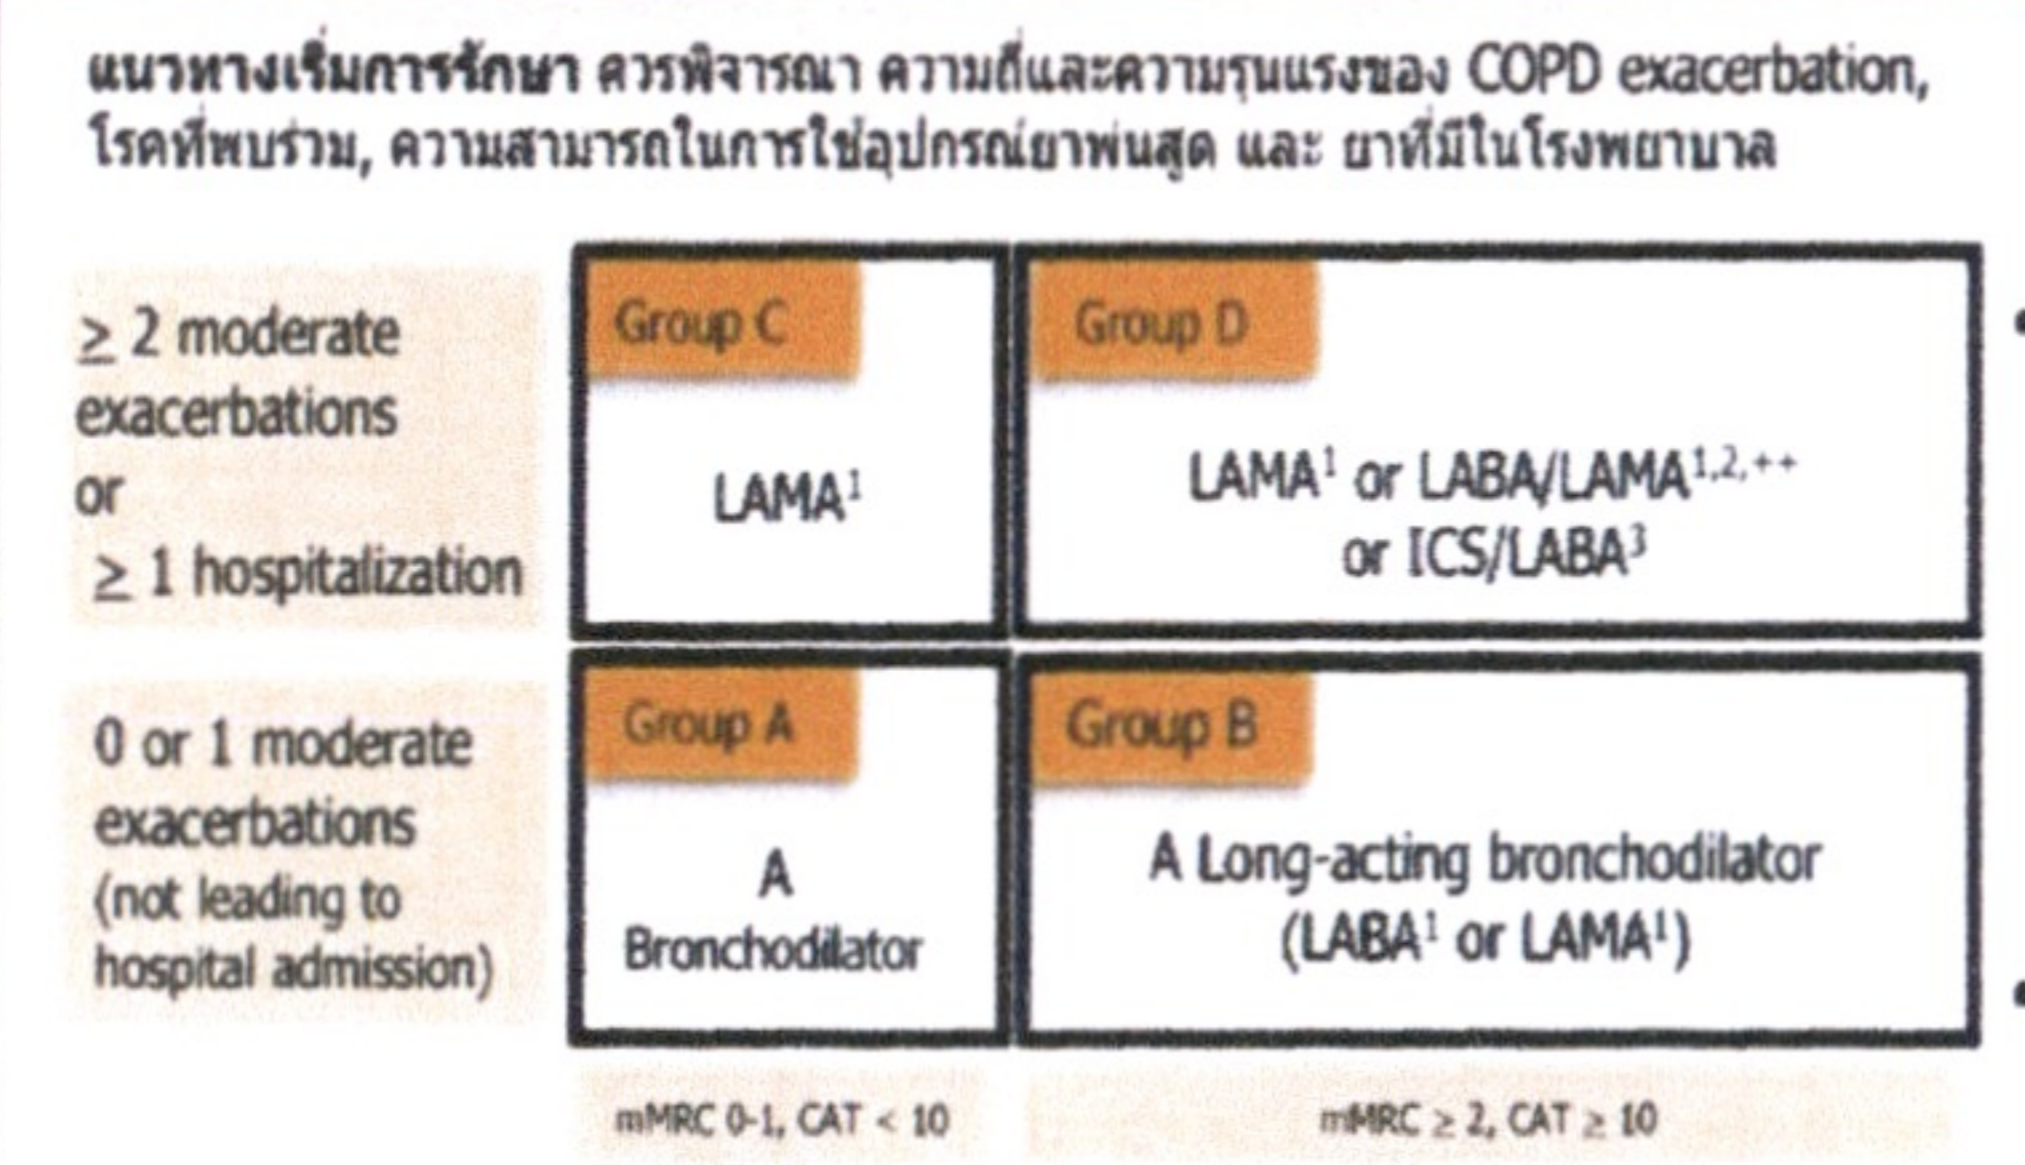 แนวทางเริ่มการรักษา ควรพิจารณา ความถี่และความรุนแรงของ COPD exacerbation,
โรคที่พบร่วม, ความสามารถในการใช้อุปกรณ์ยาพ่นสูด และ ยาที่มีในโรงพยาบาล
≥ 2 moderate
exacerbations
or
≥ 1 hospitalization
Group C
LAMA¹
Group D
LAMA¹ or LABA/LAMA¹,²,⁺⁺
or ICS/LABA³
0 or 1 moderate
exacerbations
(not leading to
hospital admission)
Group A
A
Bronchodilator
Group B
A Long-acting bronchodilator
(LABA¹ or LAMA¹)
mMRC 0-1, CAT < 10
mMRC ≥ 2, CAT ≥ 10